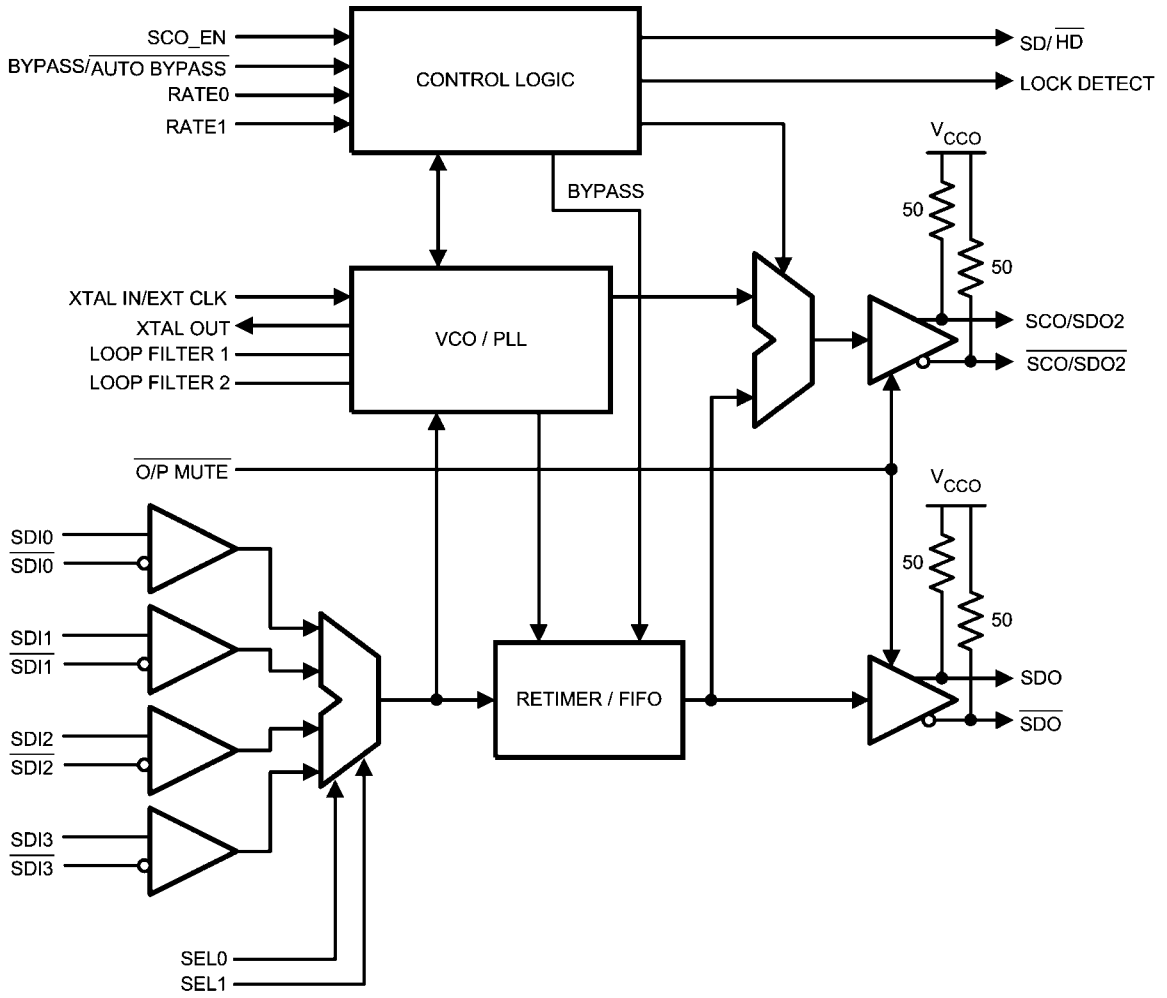 SCO_EN
BYPASS/AUTO BYPASS
RATE0
RATE1
CONTROL LOGIC
SD/HD
LOCK DETECT
BYPASS
VCCO
50
50
XTAL IN/EXT CLK
XTAL OUT
LOOP FILTER 1
LOOP FILTER 2
VCO / PLL
SCO/SDO2
SCO/SDO2
O/P MUTE
VCCO
50
50
SDI0
SDI0
SDI1
SDI1
SDI2
SDI2
SDI3
SDI3
RETIMER / FIFO
SDO
SDO
SEL0
SEL1